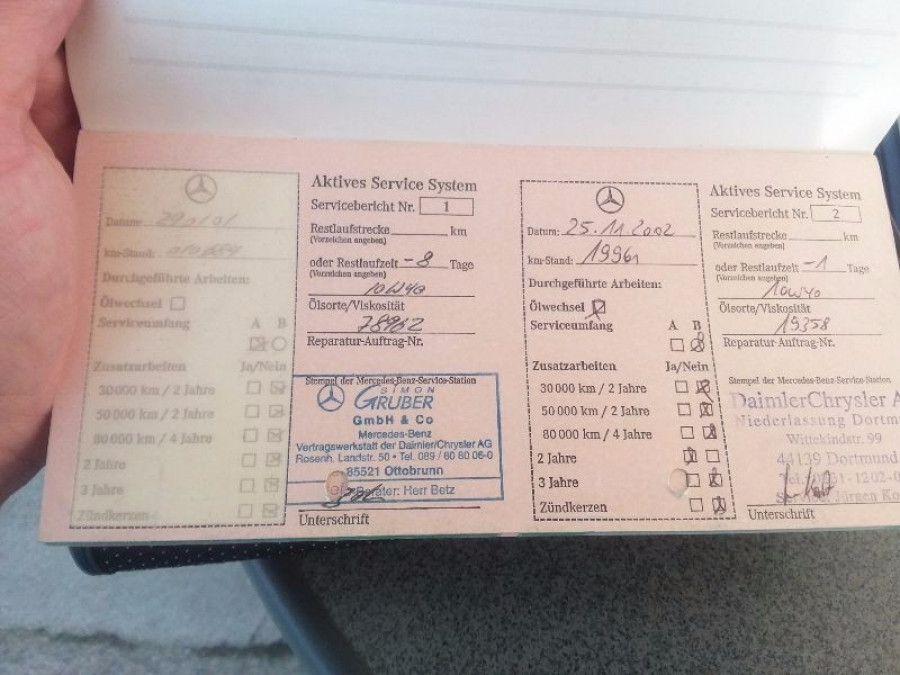 Datum:
km-Stand:
Durchgeführte Arbeiten:
Ölwechsel
Serviceumfang A B
Zusatzarbeiten Ja/Nein
30 000 km / 2 Jahre
50 000 km / 2 Jahre
80 000 km / 4 Jahre
2 Jahre
3 Jahre
Zündkerzen
Aktives Service System
Servicebericht Nr. 1
Restlaufstrecke km
(Vorzeichen angeben)
oder Restlaufzeit -8 Tage
(Vorzeichen angeben)
10W40
Ölsorte/Viskosität
78962
Reparatur-Auftrag-Nr.
Stempel der Mercedes-Benz-Service-Station
SIMON
GRUBER
GmbH & Co
Mercedes-Benz
Vertragswerkstatt der Daimler/Chrysler AG
Rosenh. Landstr. 50 • Tel. 089 / 60 80 06-0
85521 Ottobrunn
Berater: Herr Betz
Unterschrift
Datum: 25.11.2002
km-Stand:
Durchgeführte Arbeiten:
Ölwechsel
Serviceumfang A B
Zusatzarbeiten Ja/Nein
30 000 km / 2 Jahre
50 000 km / 2 Jahre
80 000 km / 4 Jahre
2 Jahre
3 Jahre
Zündkerzen
Aktives Service System
Servicebericht Nr. 2
Restlaufstrecke km
(Vorzeichen angeben)
oder Restlaufzeit -1 Tage
(Vorzeichen angeben)
10W40
Ölsorte/Viskosität
19358
Reparatur-Auftrag-Nr.
Stempel der Mercedes-Benz-Service-Station
DaimlerChrysler A
Niederlassung Dortmu
Wittekindstr. 99
44139 Dortmund
Unterschrift